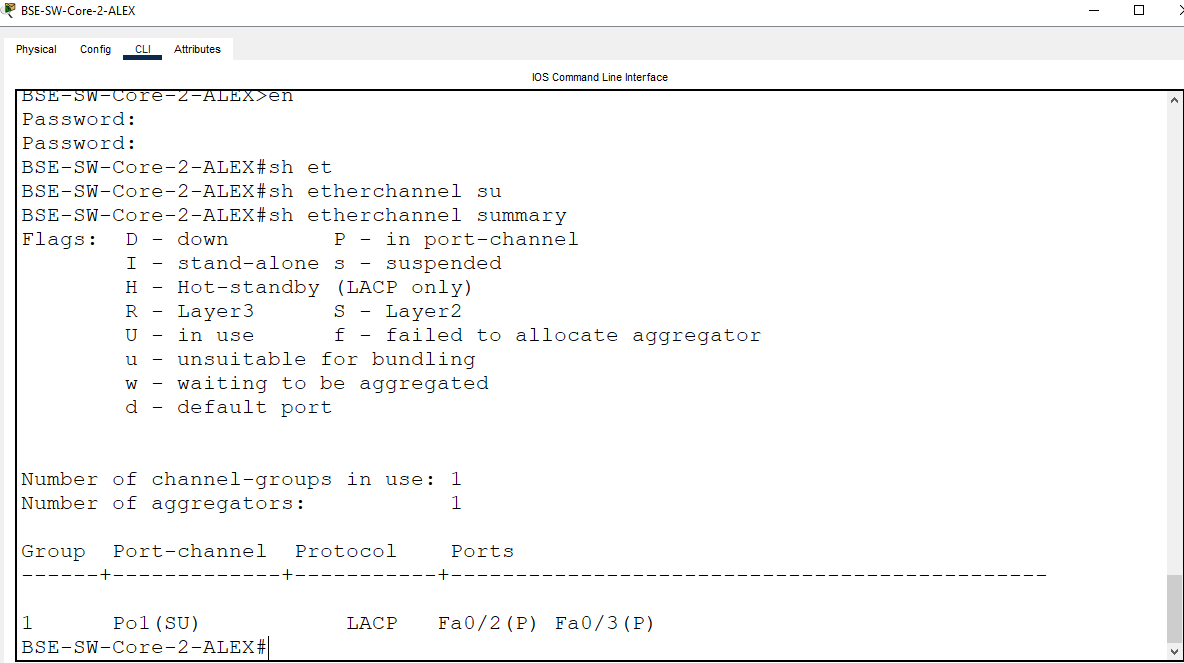 BSE-SW-Core-2-ALEX
Physical Config CLI Attributes
IOS Command Line Interface
BSE-SW-Core-2-ALEX>en
Password:
Password:
BSE-SW-Core-2-ALEX#sh et
BSE-SW-Core-2-ALEX#sh etherchannel su
BSE-SW-Core-2-ALEX#sh etherchannel summary
Flags:  D - down        P - in port-channel
        I - stand-alone s - suspended
        H - Hot-standby (LACP only)
        R - Layer3      S - Layer2
        U - in use      f - failed to allocate aggregator
        u - unsuitable for bundling
        w - waiting to be aggregated
        d - default port
Number of channel-groups in use: 1
Number of aggregators:           1
Group  Port-channel  Protocol    Ports
------+-------------+-----------+----------------------------------------------
1      Po1(SU)           LACP   Fa0/2(P) Fa0/3(P)
BSE-SW-Core-2-ALEX#